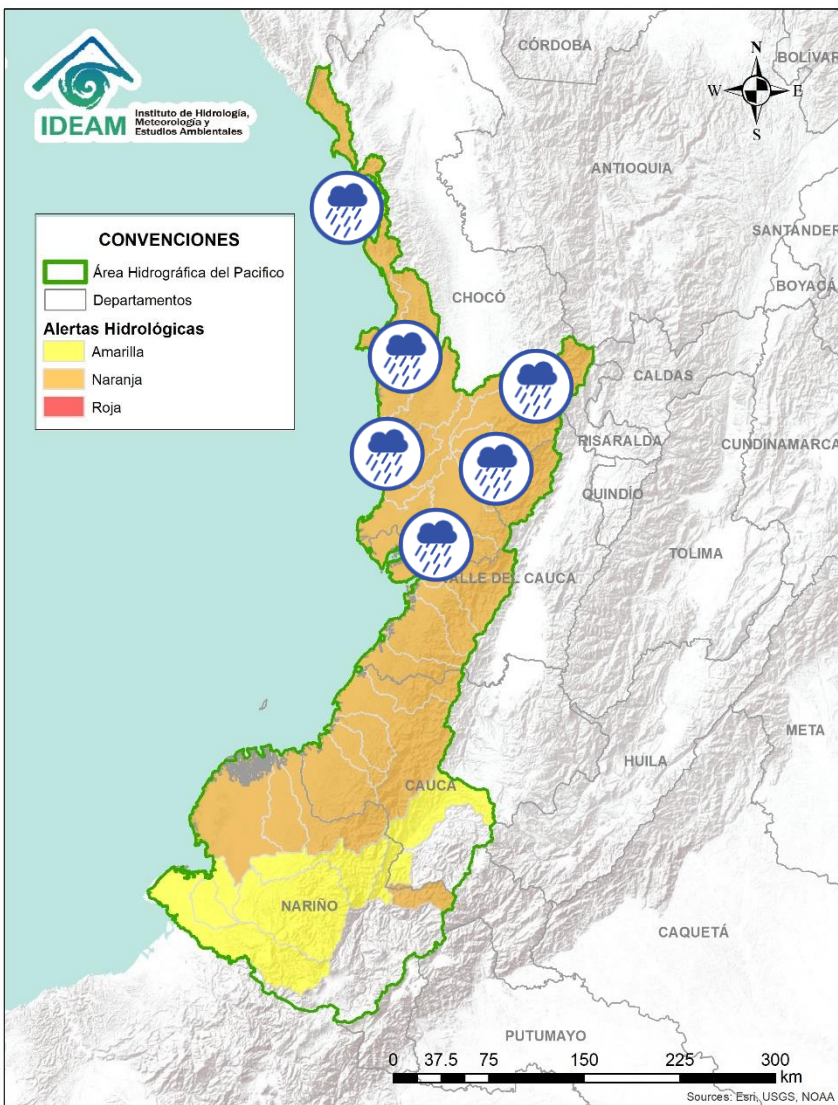 IDEAM
Instituto de Hidrología,
Meteorología y
Estudios Ambientales
CÓRDOBA
BOLÍVAR
N
W
E
S
ANTIOQUIA
SANTANDER
BOYACÁ
CONVENCIONES
Área Hidrográfica del Pacifico
Departamentos
Alertas Hidrológicas
Amarilla
Naranja
Roja
CHOCÓ
CALDAS
RISARALDA
CUNDINAMARCA
QUINDÍO
TOLIMA
VALLE DEL CAUCA
META
HUILA
CAUCA
NARIÑO
CAQUETÁ
PUTUMAYO
0 37.5 75 150 225 300
km
Sources: Esri, USGS, NOAA